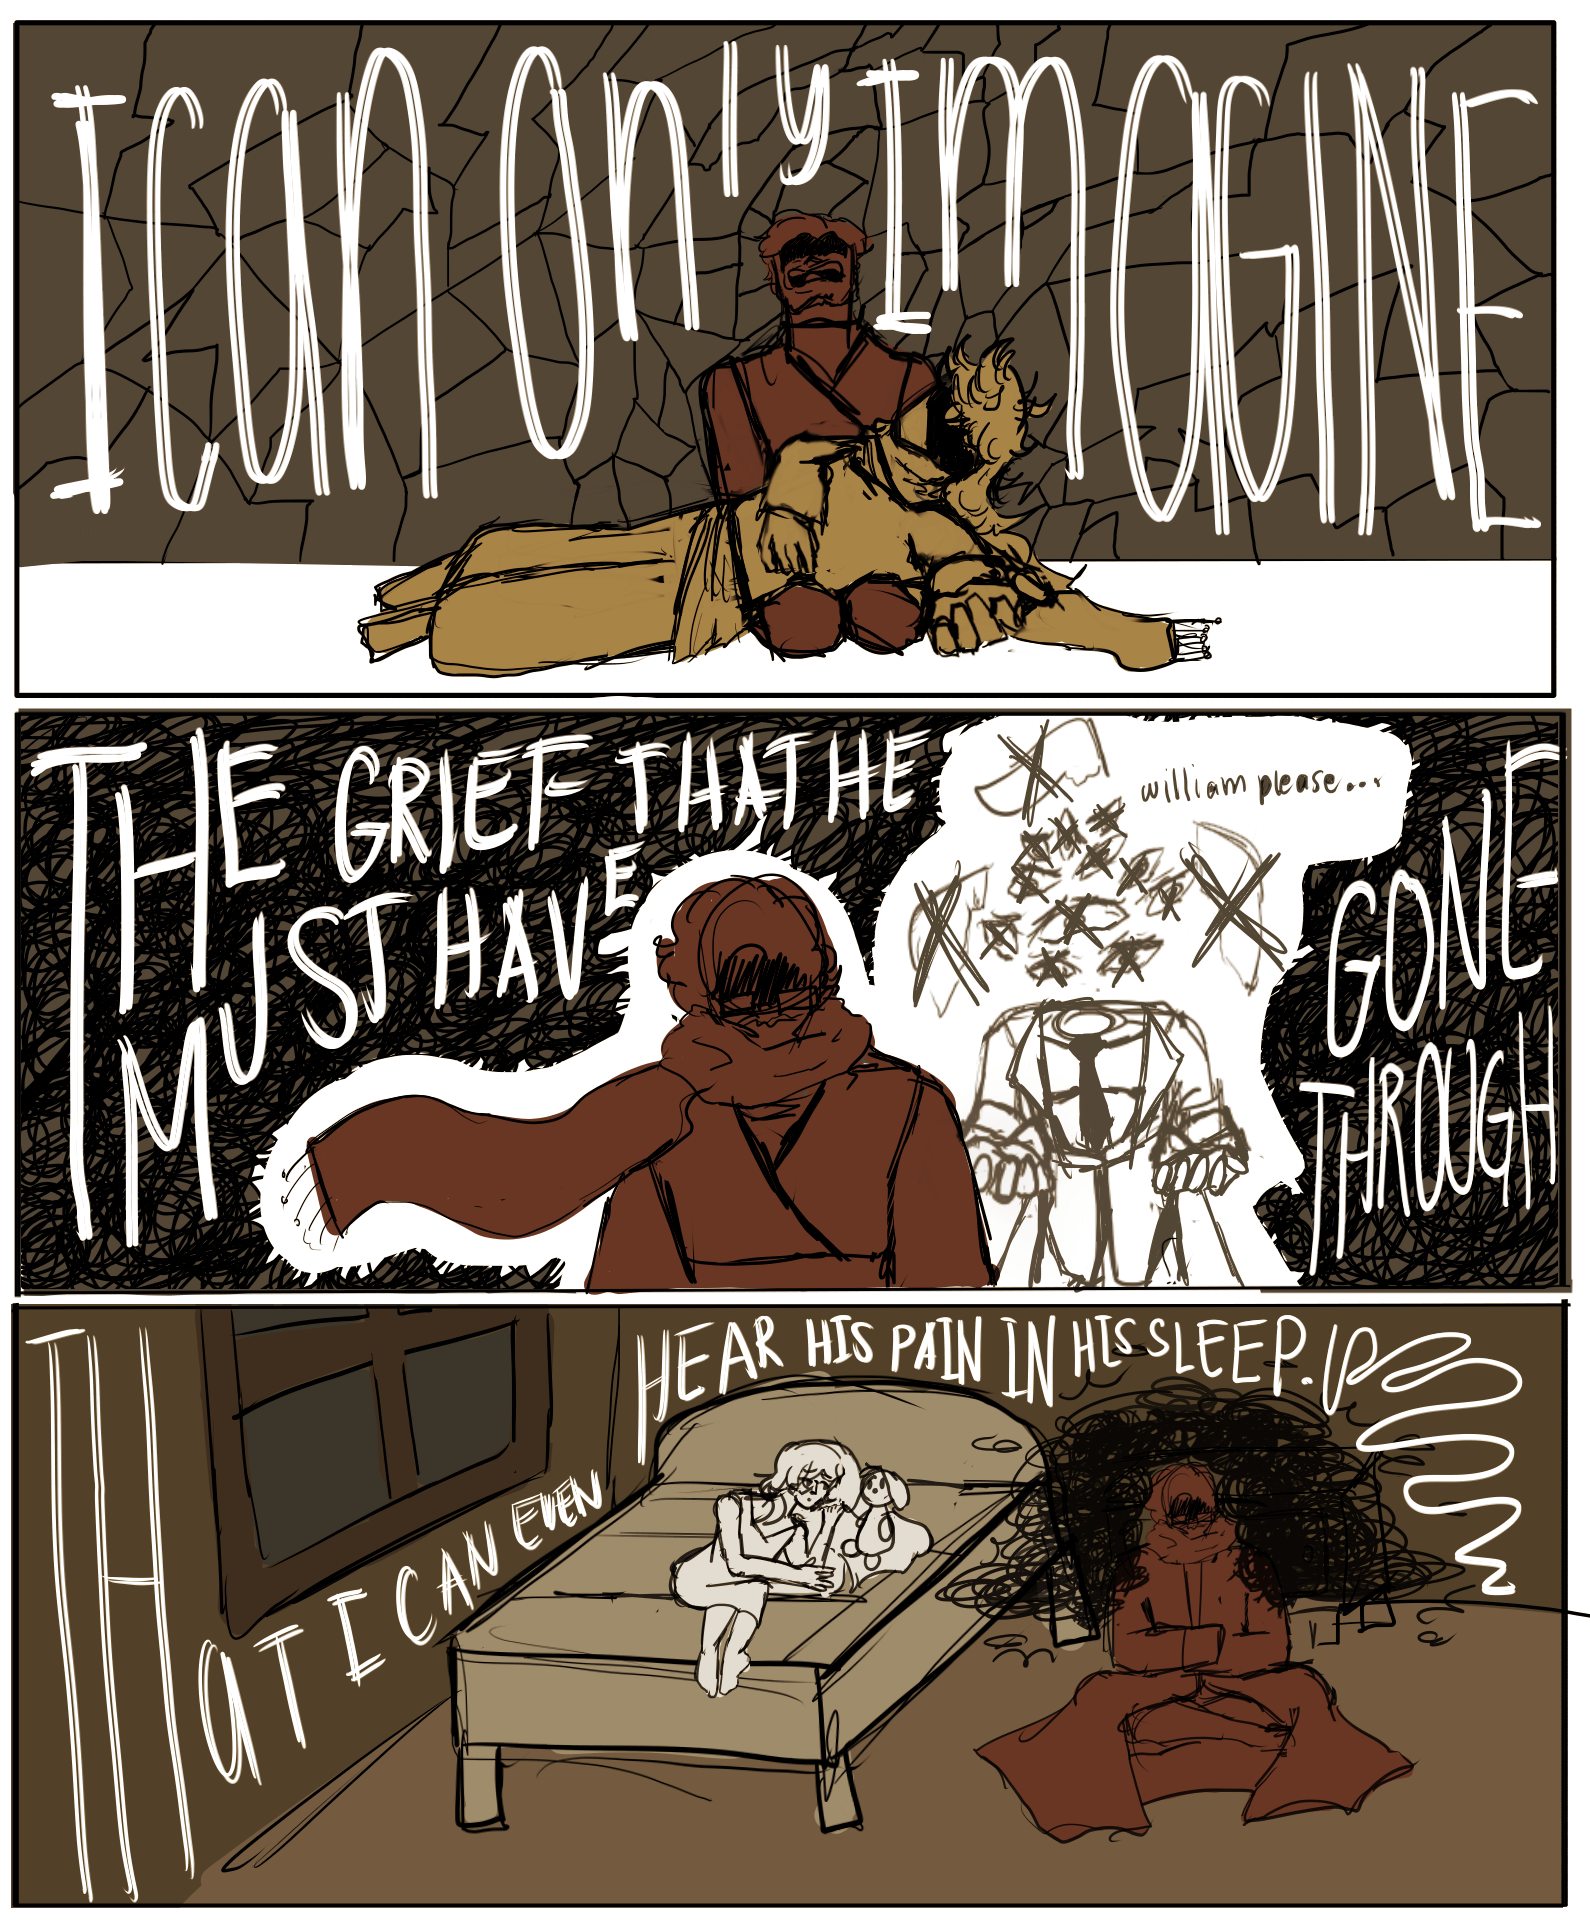 I can Only ImaGINE
THE GRIEF THAT HE
MUST HAVE
GONE
THROUGH
william please...
THat I CAN EVEN
HEAR HIS PAIN IN HIS SLEEP.